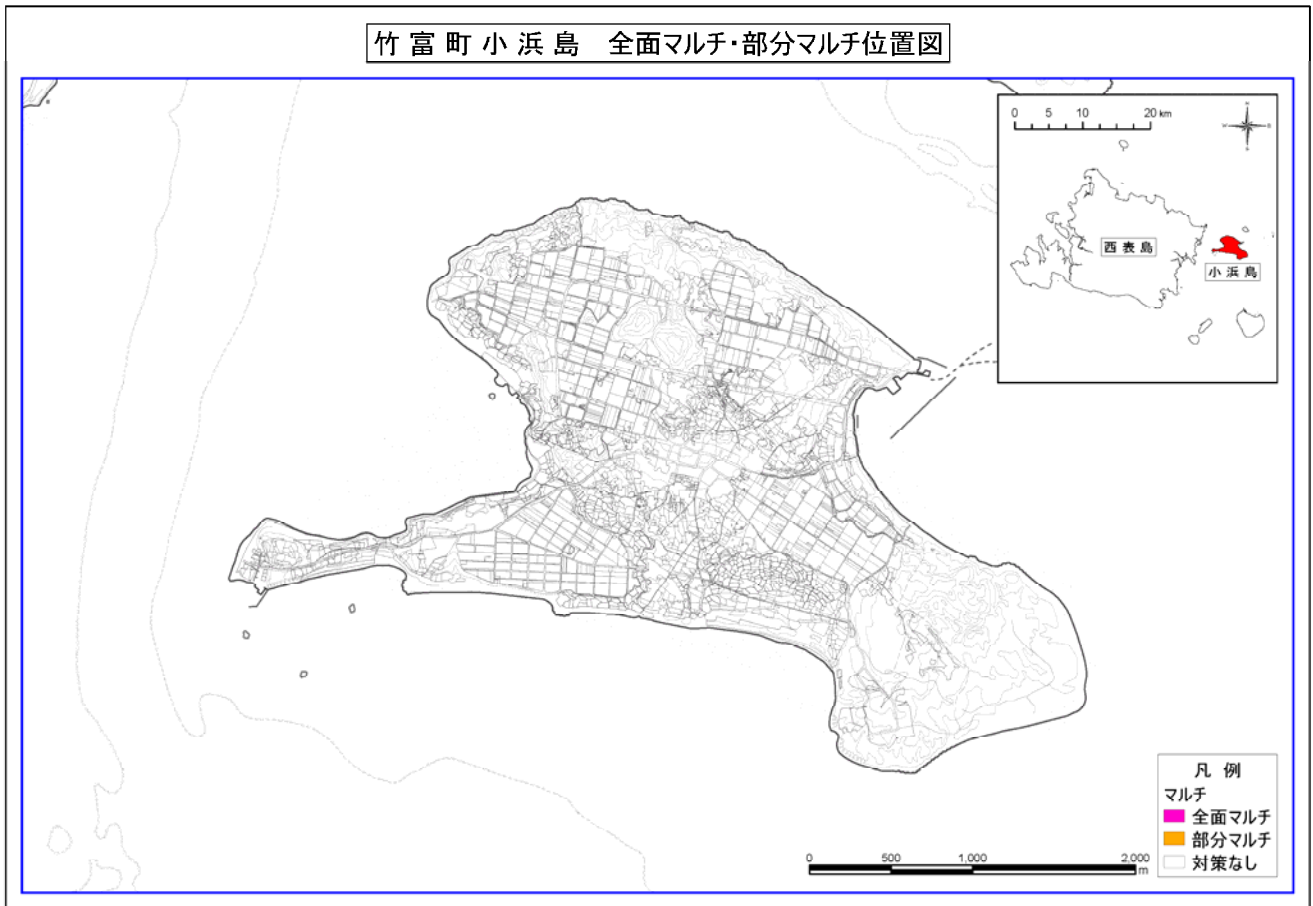 竹富町小浜島　全面マルチ・部分マルチ位置図
0 5 10 20 km
N
W E
S
西表島
小浜島
凡例
マルチ
全面マルチ
部分マルチ
対策なし
0 500 1,000 2,000
m